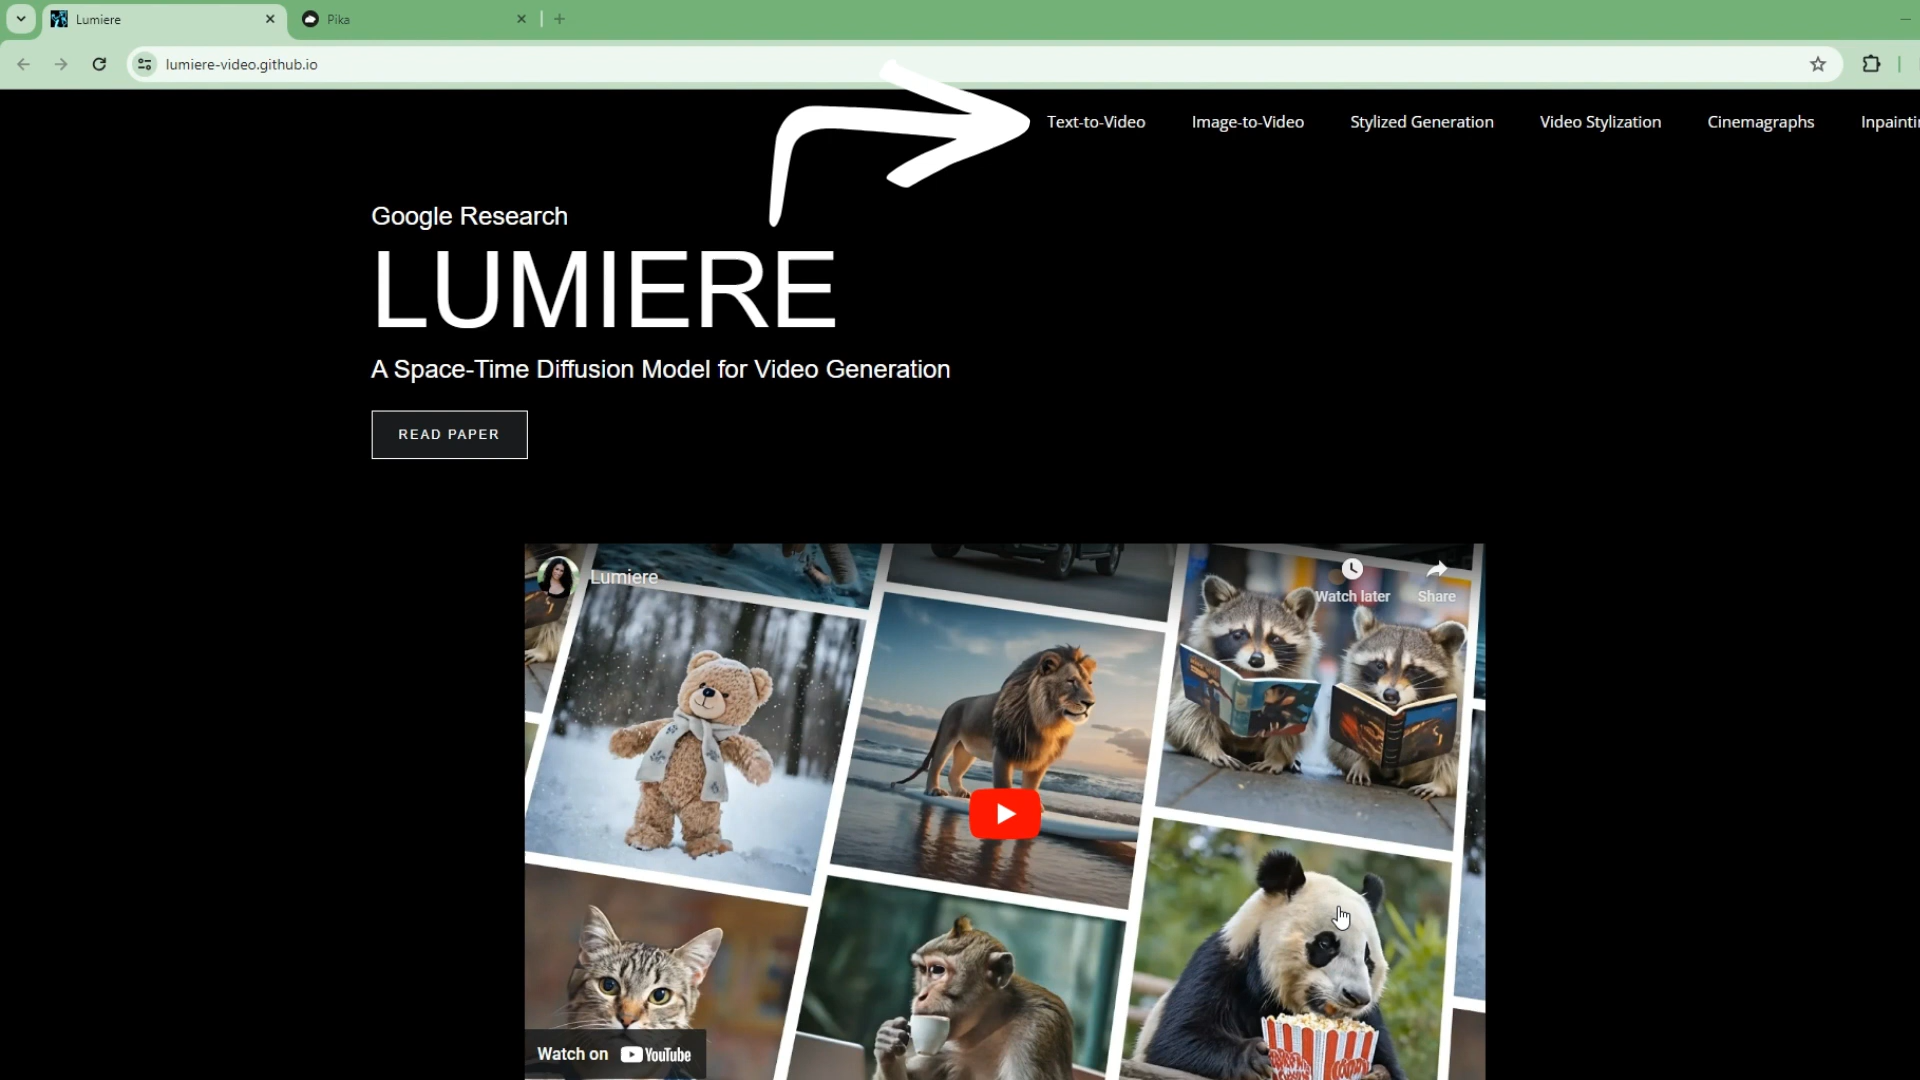 Lumiere
Pika
lumiere-video.github.io
Text-to-Video
Image-to-Video
Stylized Generation
Video Stylization
Cinemagraphs
Inpaintin
Google Research
LUMIERE
A Space-Time Diffusion Model for Video Generation
READ PAPER
Lumiere
Watch later
Share
Watch on YouTube